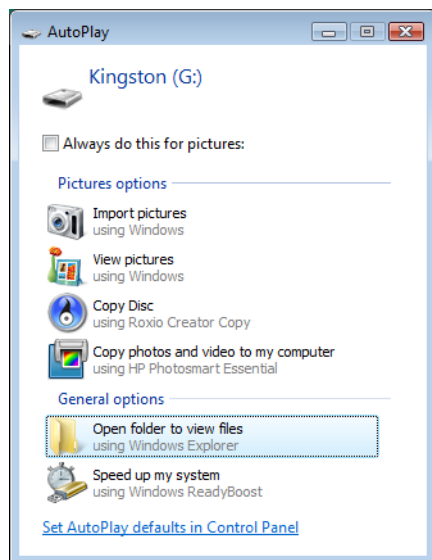 AutoPlay
Kingston (G:)
Always do this for pictures:
Pictures options
Import pictures
using Windows
View pictures
using Windows
Copy Disc
using Roxio Creator Copy
Copy photos and video to my computer
using HP Photosmart Essential
General options
Open folder to view files
using Windows Explorer
Speed up my system
using Windows ReadyBoost
Set AutoPlay defaults in Control Panel